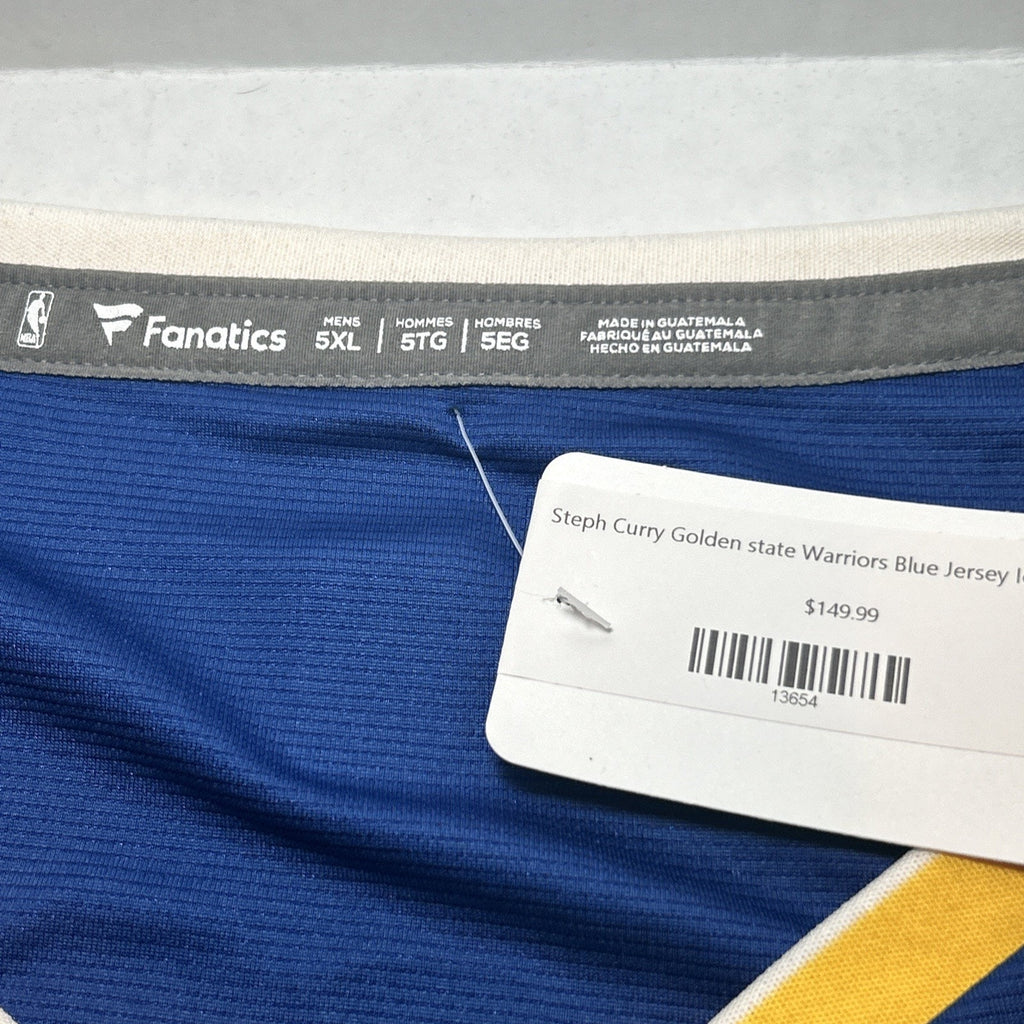 NBA
Fanatics
MENS
5XL
HOMMES
5TG
HOMBRES
5EG
MADE IN GUATEMALA
FABRIQUÉ AU GUATEMALA
HECHO EN GUATEMALA
Steph Curry Golden state Warriors Blue Jersey
$149.99
13654